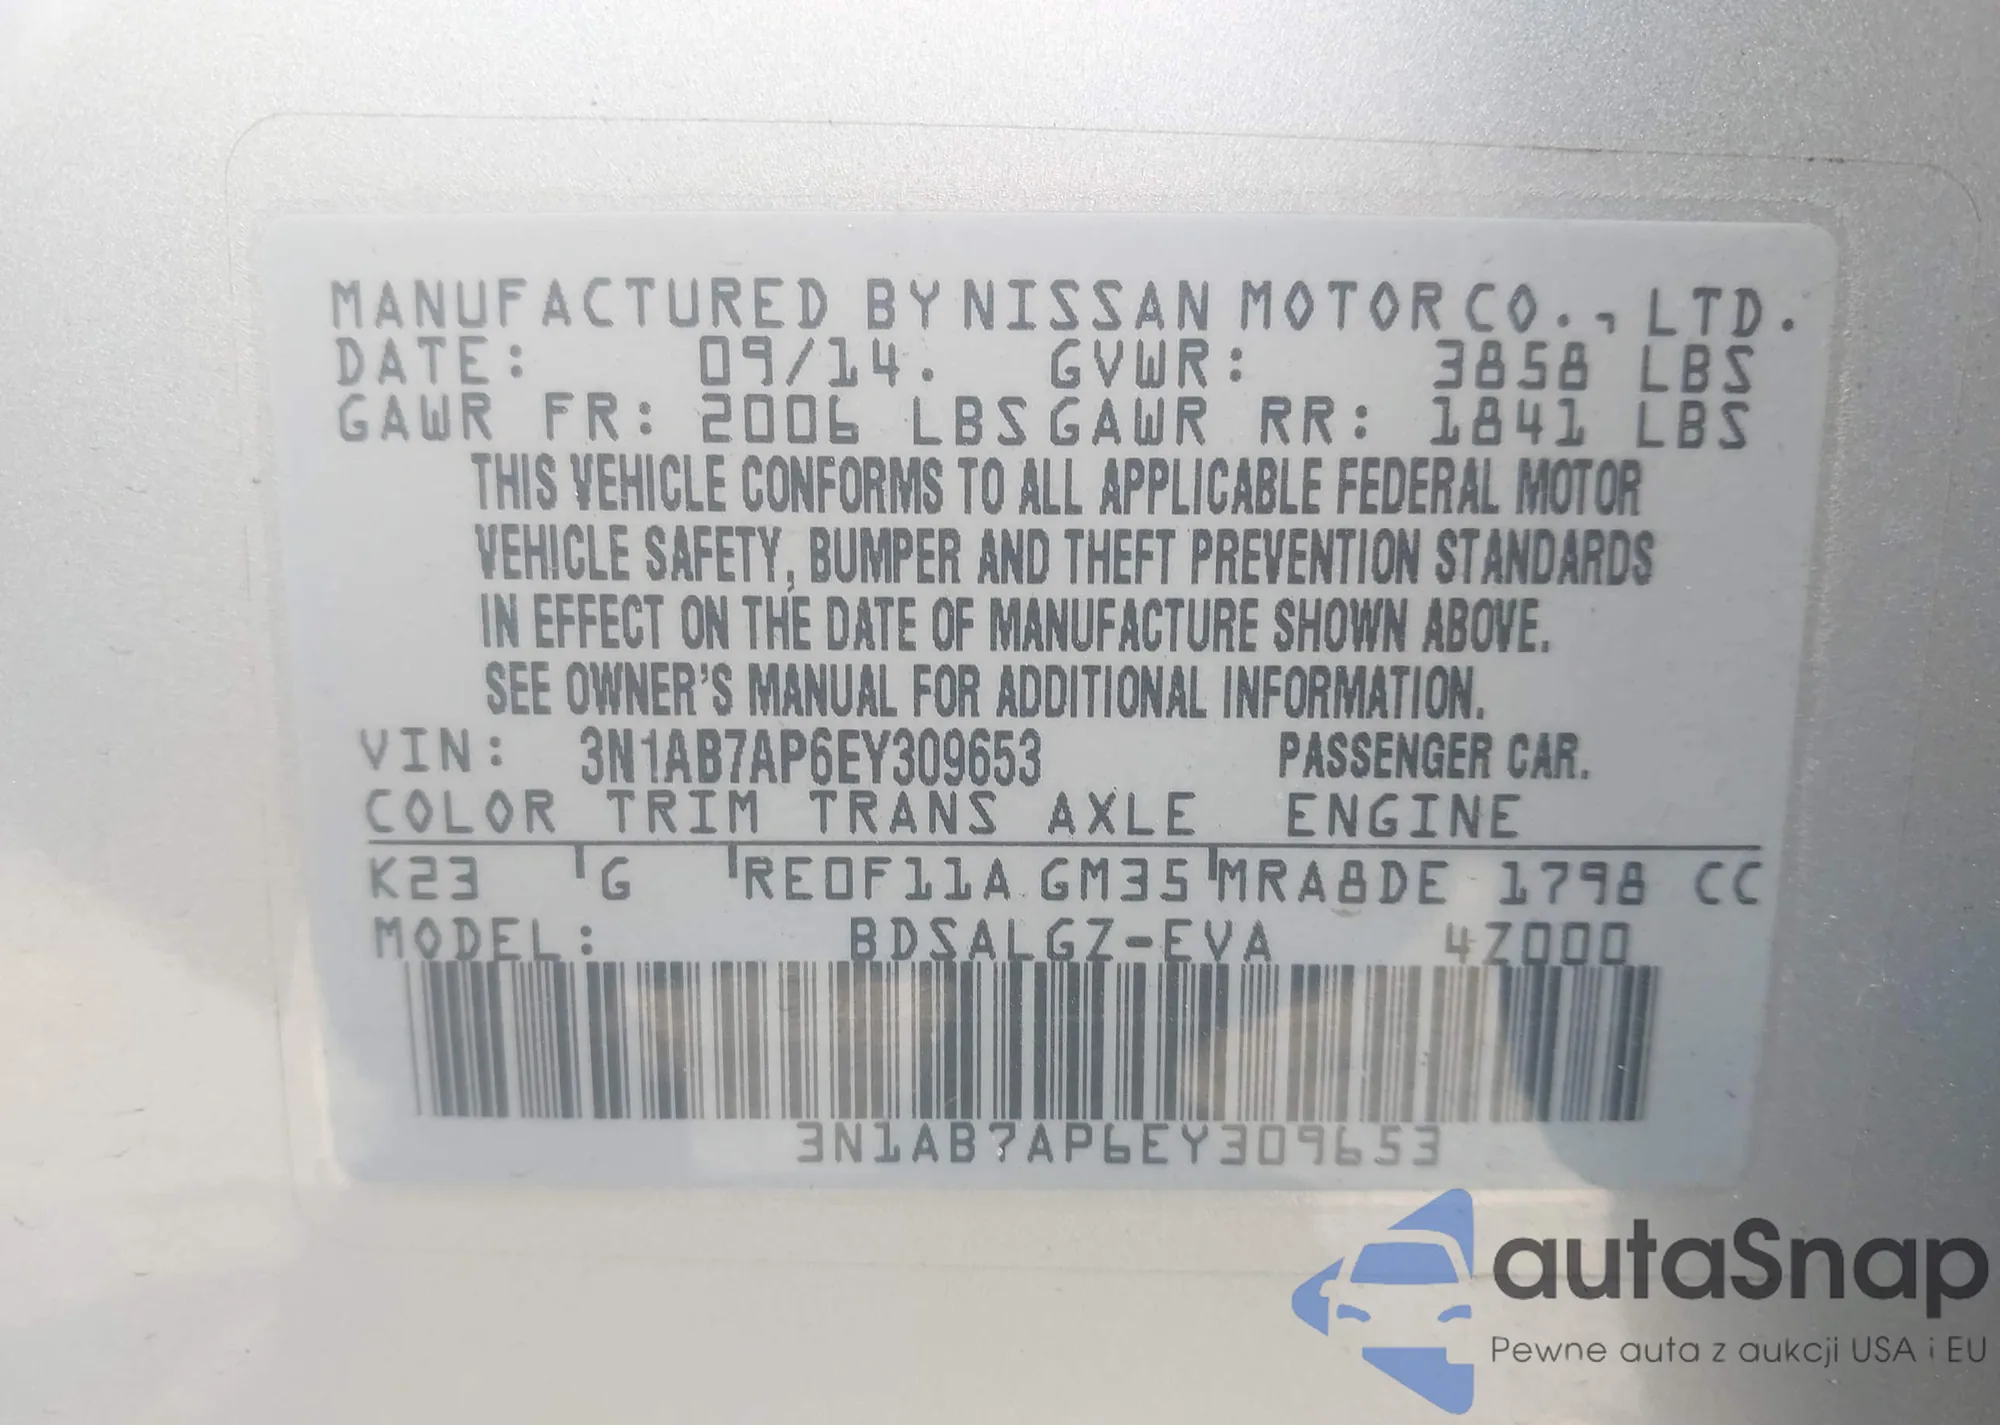 MANUFACTURED BY NISSAN MOTOR CO., LTD.
DATE: 09/14. GVWR: 3858 LBS
GAWR FR: 2006 LBS GAWR RR: 1841 LBS
THIS VEHICLE CONFORMS TO ALL APPLICABLE FEDERAL MOTOR
VEHICLE SAFETY, BUMPER AND THEFT PREVENTION STANDARDS
IN EFFECT ON THE DATE OF MANUFACTURE SHOWN ABOVE.
SEE OWNER'S MANUAL FOR ADDITIONAL INFORMATION.
VIN: 3N1AB7AP6EY309653 PASSENGER CAR.
COLOR TRIM TRANS AXLE ENGINE
K23 G RE0F11A GM35 MRA8DE 1798 CC
MODEL: BDSALGZ-EVA 4Z000
3N1AB7AP6EY309653
autaSnap
Pewne auta z aukcji USA i EU